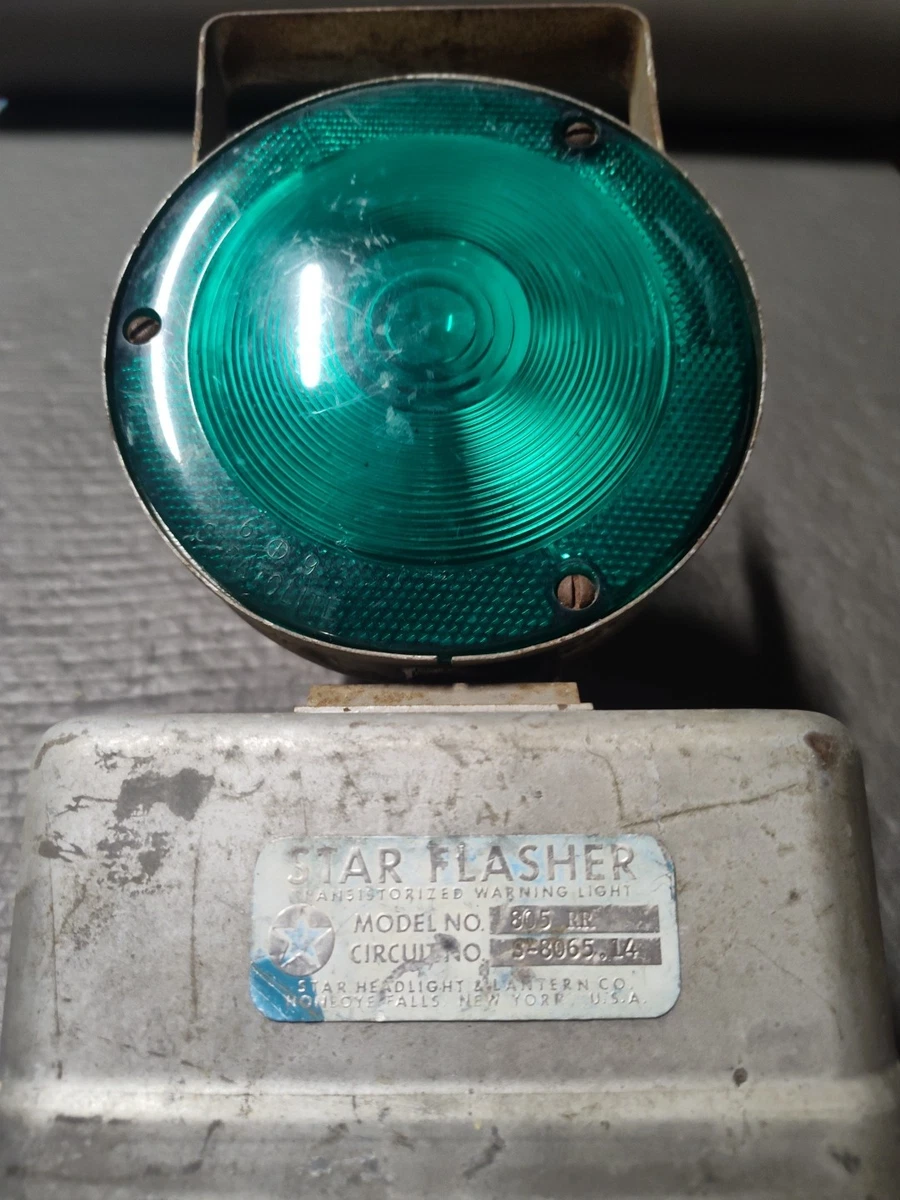 STAR FLASHER
TRANSISTORIZED WARNING LIGHT
MODEL NO. 805 RR
CIRCUIT NO. S-8065.14
STAR HEADLIGHT & LANTERN CO.
HONEOYE FALLS, NEW YORK, U.S.A.